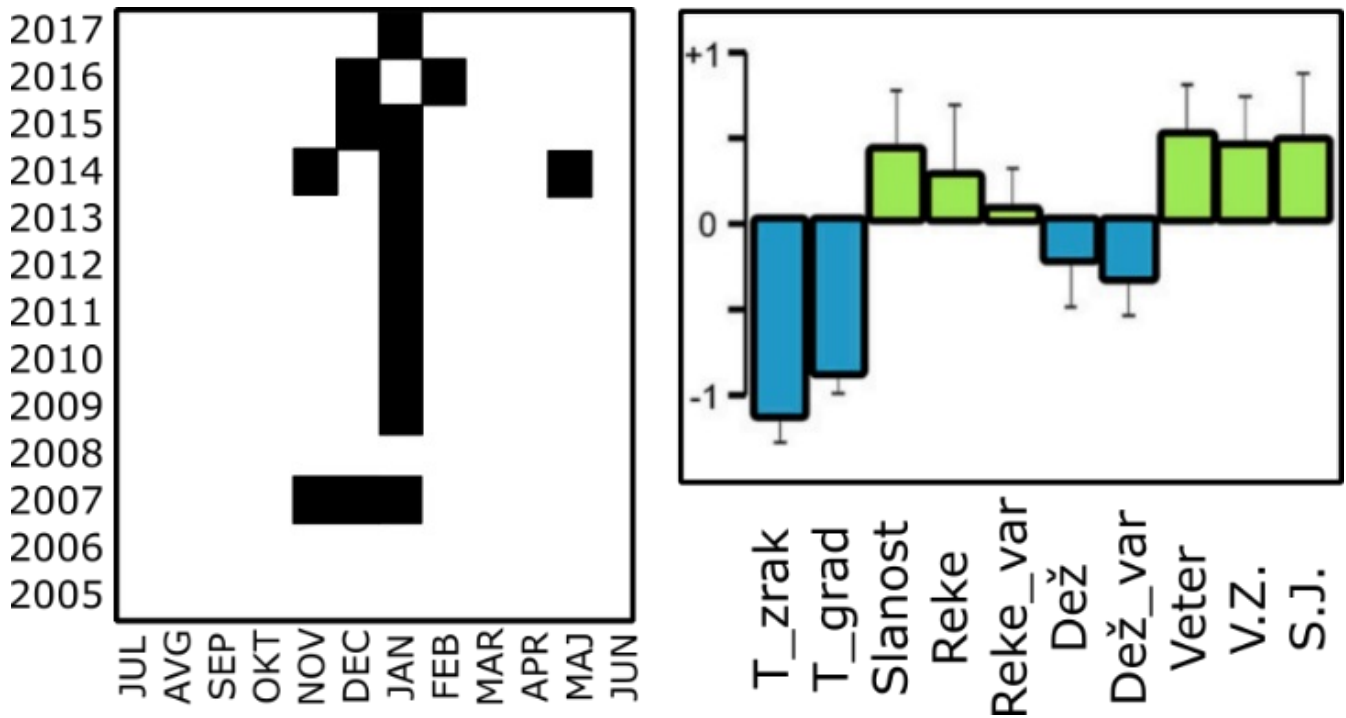 2017
2016
2015
2014
2013
2012
2011
2010
2009
2008
2007
2006
2005
JUL
AVG
SEP
OKT
NOV
DEC
JAN
FEB
MAR
APR
MAJ
JUN
+1
0
-1
T_zrak
T_grad
Slanost
Reke
Reke_var
Dež
Dež_var
Veter
V.Z.
S.J.